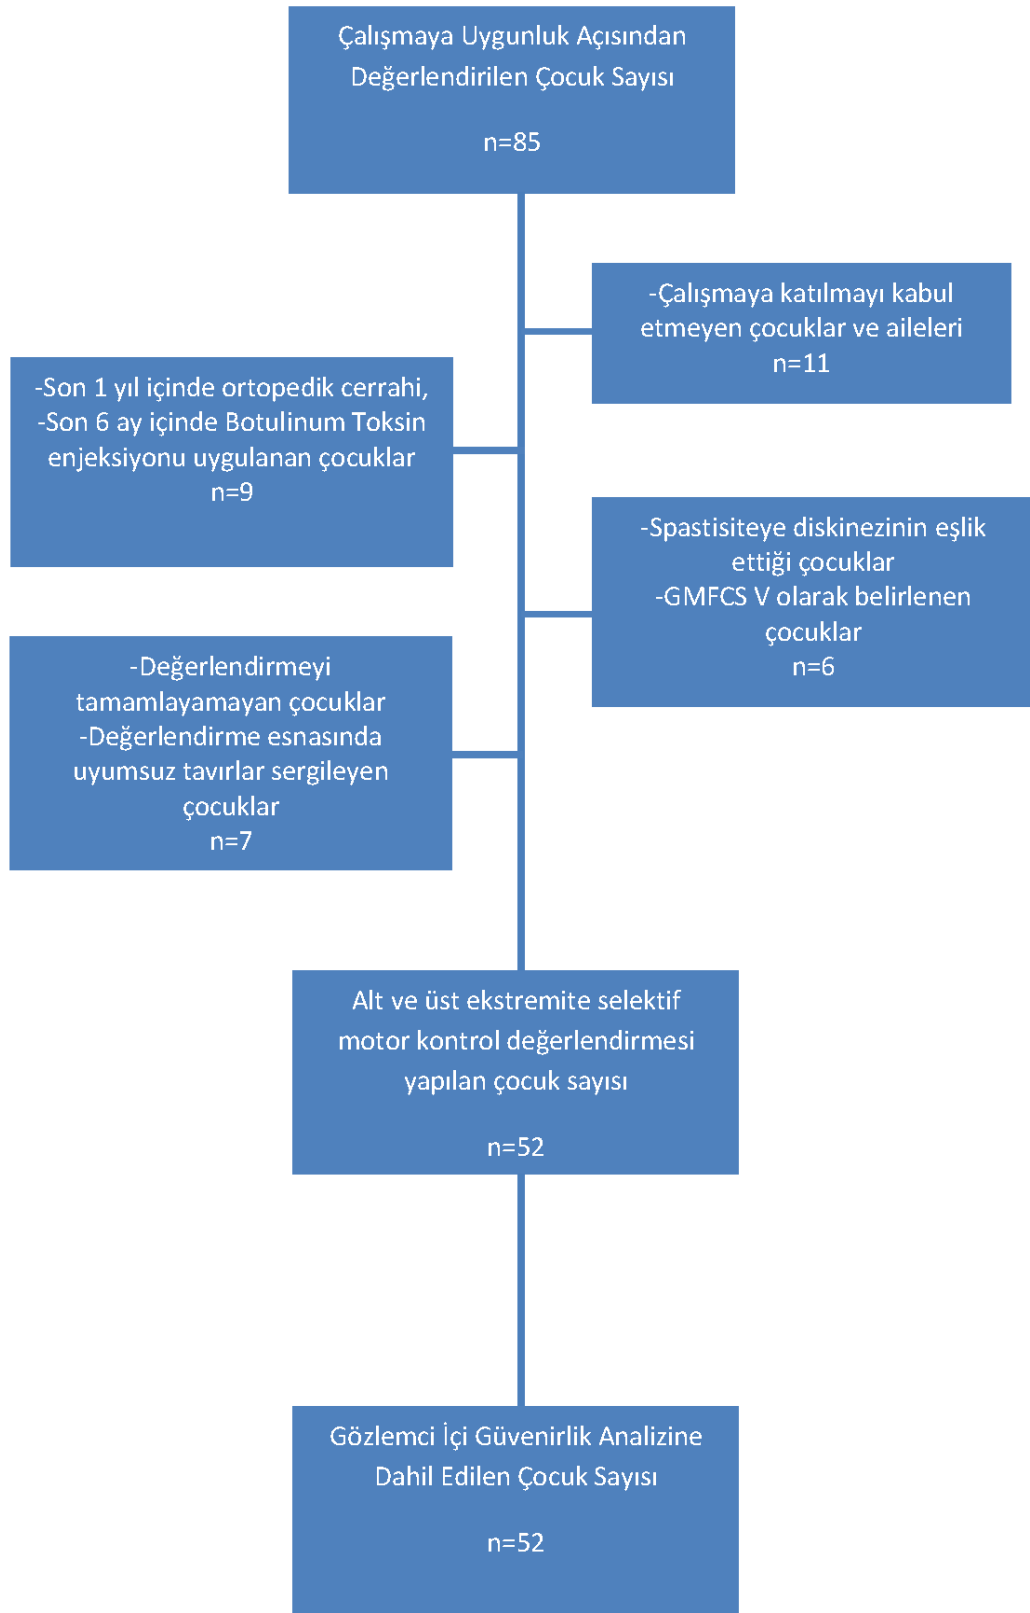 Çalışmaya Uygunluk Açısından
Değerlendirilen Çocuk Sayısı
n=85
-Çalışmaya katılmayı kabul
etmeyen çocuklar ve aileleri
n=11
-Son 1 yıl içinde ortopedik cerrahi,
-Son 6 ay içinde Botulinum Toksin
enjeksiyonu uygulanan çocuklar
n=9
-Spastisiteye diskinezinin eşlik
ettiği çocuklar
-GMFCS V olarak belirlenen
çocuklar
n=6
-Değerlendirmeyi
tamamlayamayan çocuklar
-Değerlendirme esnasında
uyumsuz tavırlar sergileyen
çocuklar
n=7
Alt ve üst ekstremite selektif
motor kontrol değerlendirmesi
yapılan çocuk sayısı
n=52
Gözlemci İçi Güvenirlik Analizine
Dahil Edilen Çocuk Sayısı
n=52